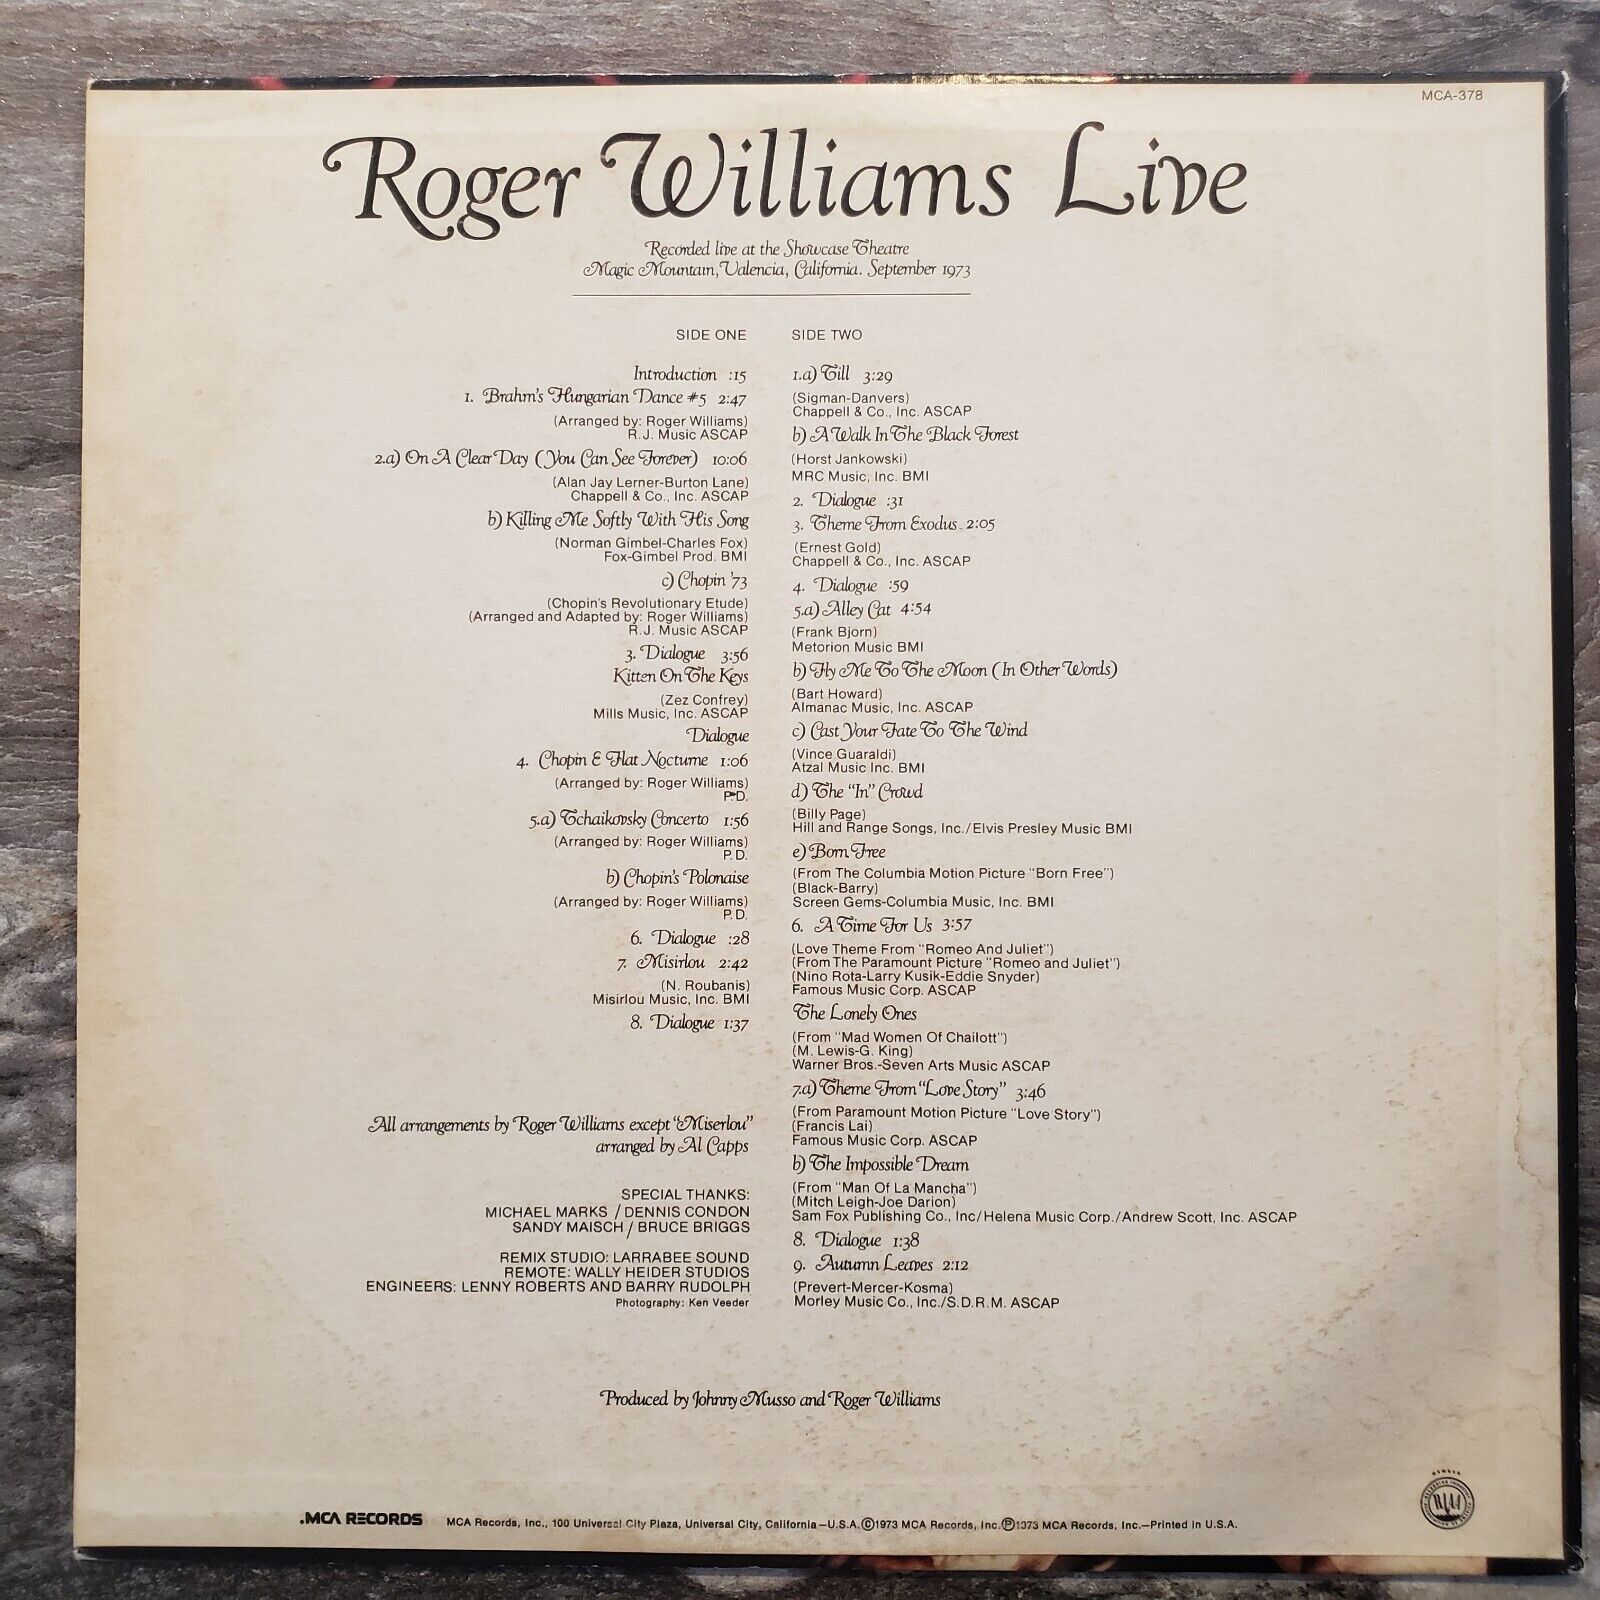 MCA-378
Roger Williams Live
Recorded live at the Showcase Theatre
Magic Mountain, Valencia, California. September 1973
SIDE ONE
Introduction :15
1. Brahm's Hungarian Dance #5 2:47
(Arranged by: Roger Williams)
R.J. Music ASCAP
2.a) On A Clear Day (You Can See Forever) 10:06
(Alan Jay Lerner-Burton Lane)
Chappell & Co., Inc. ASCAP
b) Killing Me Softly With His Song
(Norman Gimbel-Charles Fox)
Fox-Gimbel Prod. BMI
c) Chopin '73
(Chopin's Revolutionary Etude)
(Arranged and Adapted by: Roger Williams)
R.J. Music ASCAP
3. Dialogue 3:56
Kitten On The Keys
(Zez Confrey)
Mills Music, Inc. ASCAP
Dialogue
4. Chopin E Flat Nocturne 1:06
(Arranged by: Roger Williams)
P.D.
5.a) Tchaikovsky Concerto 1:56
(Arranged by: Roger Williams)
P.D.
b) Chopin's Polonaise
(Arranged by: Roger Williams)
P.D.
6. Dialogue :28
7. Misirlou 2:42
(N. Roubanis)
Misirlou Music, Inc. BMI
8. Dialogue 1:37
All arrangements by Roger Williams except "Miserlou"
arranged by Al Capps
SPECIAL THANKS:
MICHAEL MARKS / DENNIS CONDON
SANDY MAISCH / BRUCE BRIGGS
REMIX STUDIO: LARRABEE SOUND
REMOTE: WALLY HEIDER STUDIOS
ENGINEERS: LENNY ROBERTS AND BARRY RUDOLPH
Photography: Ken Veeder
SIDE TWO
1.a) Till 3:29
(Sigman-Danvers)
Chappell & Co., Inc. ASCAP
b) A Walk In The Black Forest
(Horst Jankowski)
MRC Music, Inc. BMI
2. Dialogue :31
3. Theme From Exodus 2:05
(Ernest Gold)
Chappell & Co., Inc. ASCAP
4. Dialogue :59
5.a) Alley Cat 4:54
(Frank Bjorn)
Metorion Music BMI
b) Fly Me To The Moon (In Other Words)
(Bart Howard)
Almanac Music, Inc. ASCAP
c) Cast Your Fate To The Wind
(Vince Guaraldi)
Atzal Music Inc. BMI
d) The "In" Crowd
(Billy Page)
Hill and Range Songs, Inc./Elvis Presley Music BMI
e) Born Free
(From The Columbia Motion Picture "Born Free")
(Black-Barry)
Screen Gems-Columbia Music, Inc. BMI
6. A Time For Us 3:57
(Love Theme From "Romeo And Juliet")
(From The Paramount Picture "Romeo and Juliet")
(Nino Rota-Larry Kusik-Eddie Snyder)
Famous Music Corp. ASCAP
The Lonely Ones
(From "Mad Women Of Chailott")
(M. Lewis-G. King)
Warner Bros.-Seven Arts Music ASCAP
7.a) Theme From "Love Story" 3:46
(From Paramount Motion Picture "Love Story")
(Francis Lai)
Famous Music Corp. ASCAP
b) The Impossible Dream
(From "Man Of La Mancha")
(Mitch Leigh-Joe Darion)
Sam Fox Publishing Co., Inc/Helena Music Corp./Andrew Scott, Inc. ASCAP
8. Dialogue 1:38
9. Autumn Leaves 2:12
(Prevert-Mercer-Kosma)
Morley Music Co., Inc./S.D.R.M. ASCAP
Produced by Johnny Musso and Roger Williams
.MCA RECORDS
MCA Records, Inc., 100 Universal City Plaza, Universal City, California—U.S.A. Ⓒ1973 MCA Records, Inc. Ⓟ1973 MCA Records, Inc.—Printed in U.S.A.
RIAA